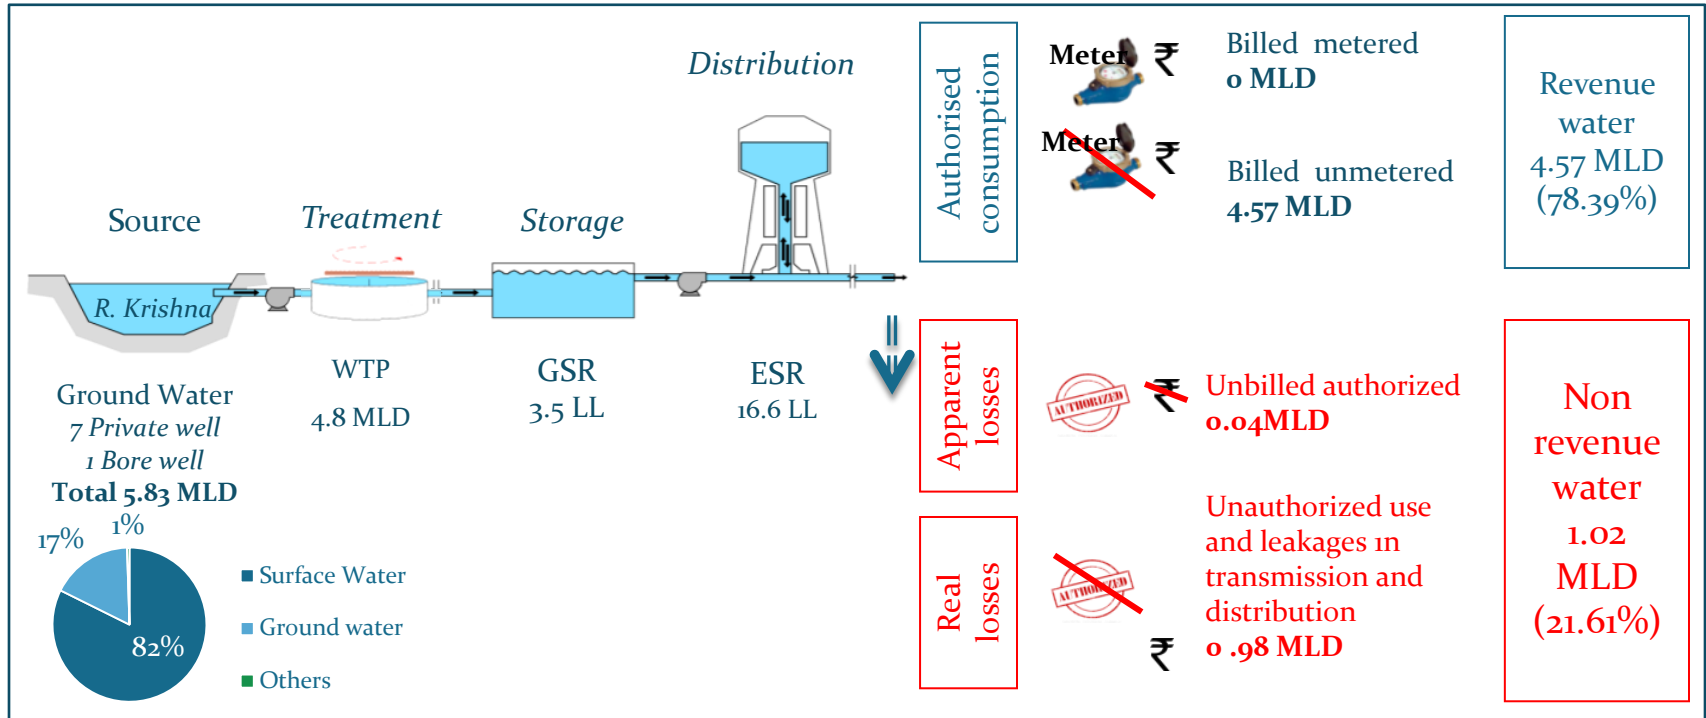 Source
R. Krishna
Ground Water
7 Private well
1 Bore well
Total 5.83 MLD
1%
17%
82%
Surface Water
Ground water
Others
Treatment
WTP
4.8 MLD
Storage
GSR
3.5 LL
Distribution
ESR
16.6 LL
Authorised
consumption
Meter ₹
Billed metered
0 MLD
Meter ₹
Billed unmetered
4.57 MLD
Revenue
water
4.57 MLD
(78.39%)
Apparent
losses
AUTHORIZED
₹
Unbilled authorized
0.04MLD
Real
losses
AUTHORIZED
₹
Unauthorized use
and leakages in
transmission and
distribution
0 .98 MLD
Non
revenue
water
1.02
MLD
(21.61%)